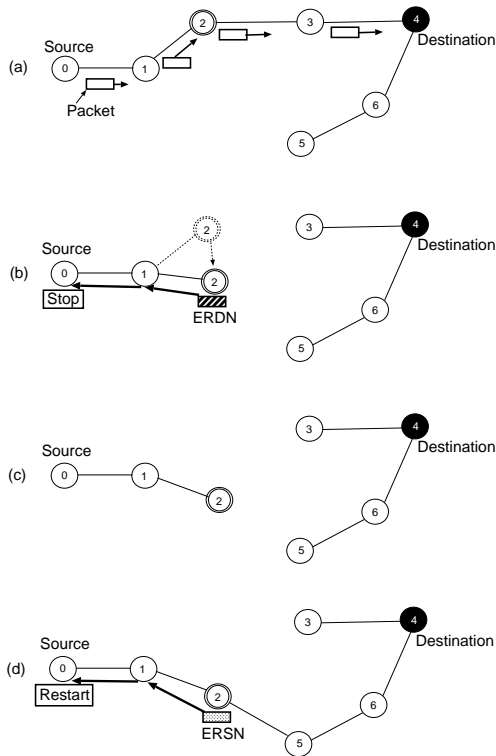 2
3
4
Source
Destination
(a)
0
1
6
Packet
5
2
3
4
Source
Destination
(b)
0
1
2
Stop
6
ERDN
5
3
4
Source
Destination
(c)
0
1
2
6
5
3
4
Source
Destination
(d)
0
1
2
Restart
6
ERSN
5